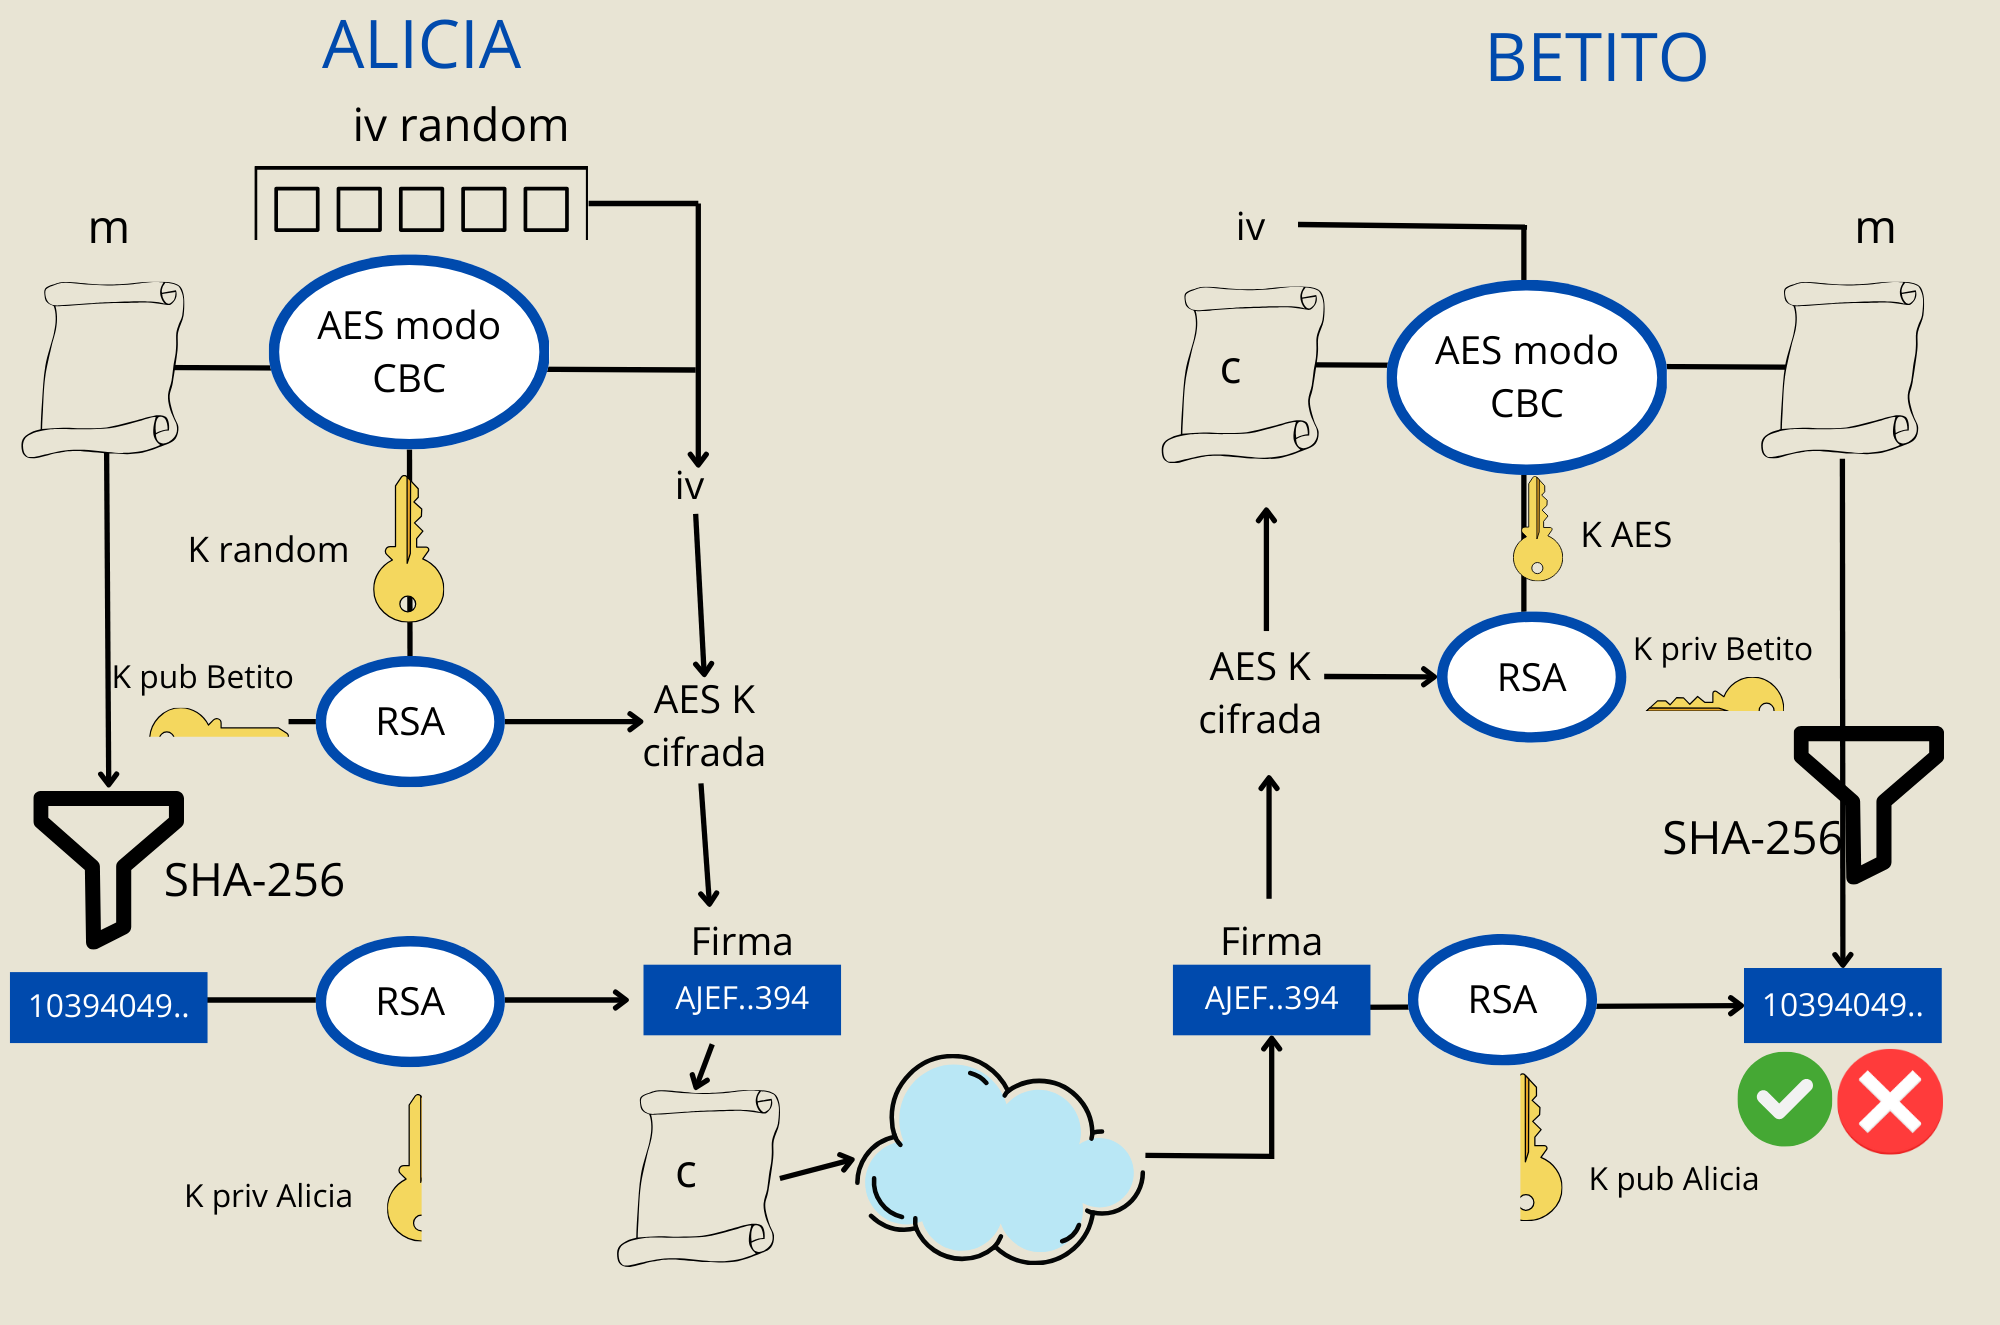 ALICIA
iv random
m
AES modo
CBC
iv
K random
K pub Betito
RSA
AES K
cifrada
SHA-256
10394049..
RSA
Firma
AJEF..394
K priv Alicia
c
BETITO
iv
m
c
AES modo
CBC
K AES
AES K
cifrada
RSA
K priv Betito
SHA-256
Firma
AJEF..394
RSA
10394049..
K pub Alicia